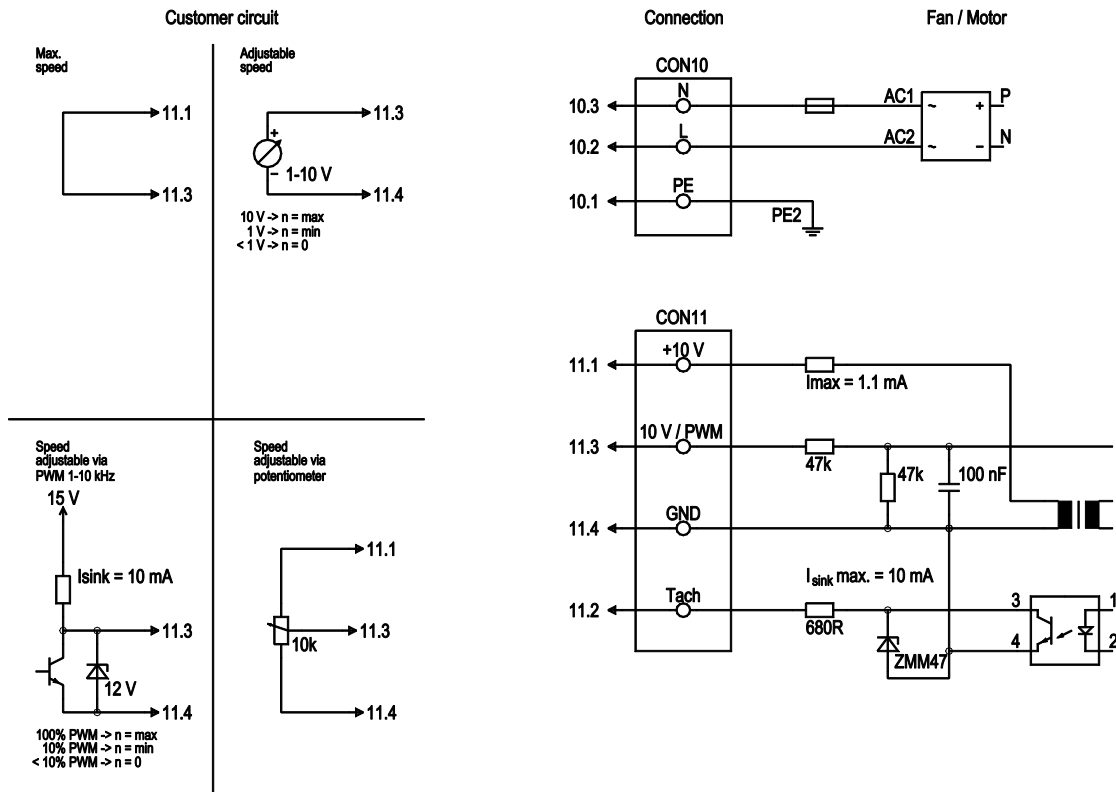 Customer circuit
Connection
Fan / Motor
Max.
speed
11.1
11.3
Adjustable
speed
11.3
+
–
1-10 V
11.4
10 V -> n = max
1 V -> n = min
< 1 V -> n = 0
CON10
10.3
N
AC1
~
+
P
10.2
L
AC2
~
–
N
10.1
PE
PE2
CON11
11.1
+10 V
Imax = 1.1 mA
11.3
10 V / PWM
47k
47k
100 nF
11.4
GND
11.2
Tach
I sink max. = 10 mA
680R
ZMM47
3
4
1
2
Speed
adjustable via
PWM 1-10 kHz
15 V
Isink = 10 mA
11.3
12 V
11.4
100% PWM -> n = max
10% PWM -> n = min
< 10% PWM -> n = 0
Speed
adjustable via
potentiometer
11.1
11.3
10k
11.4